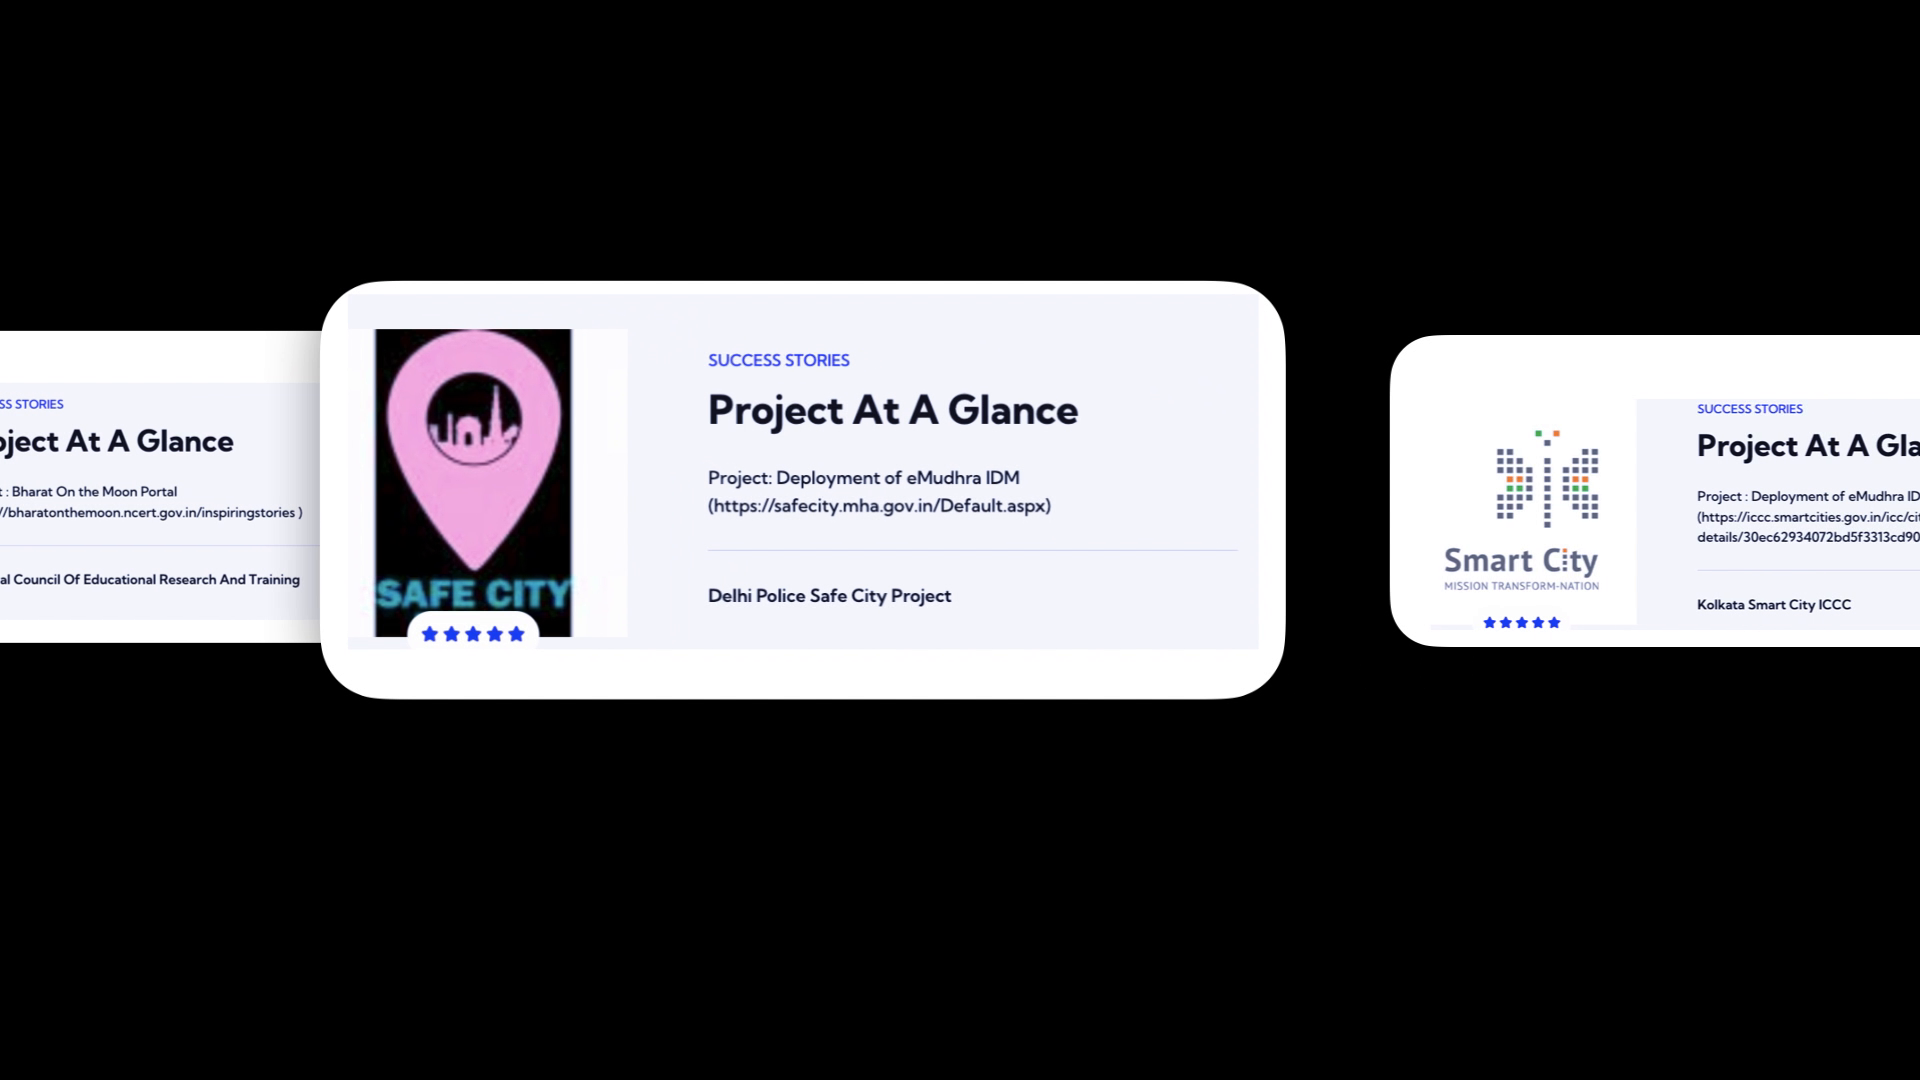 SS STORIES
ject At A Glance
: Bharat On the Moon Portal
//bharatonthemoon.ncert.gov.in/inspiringstories )
al Council Of Educational Research And Training
SAFE CITY
SUCCESS STORIES
Project At A Glance
Project: Deployment of eMudhra IDM
(https://safecity.mha.gov.in/Default.aspx)
Delhi Police Safe City Project
Smart City
MISSION TRANSFORM-NATION
SUCCESS STORIES
Project At A Gla
Project : Deployment of eMudhra ID
(https://iccc.smartcities.gov.in/icc/cit
details/30ec62934072bd5f3313cd90
Kolkata Smart City ICCC